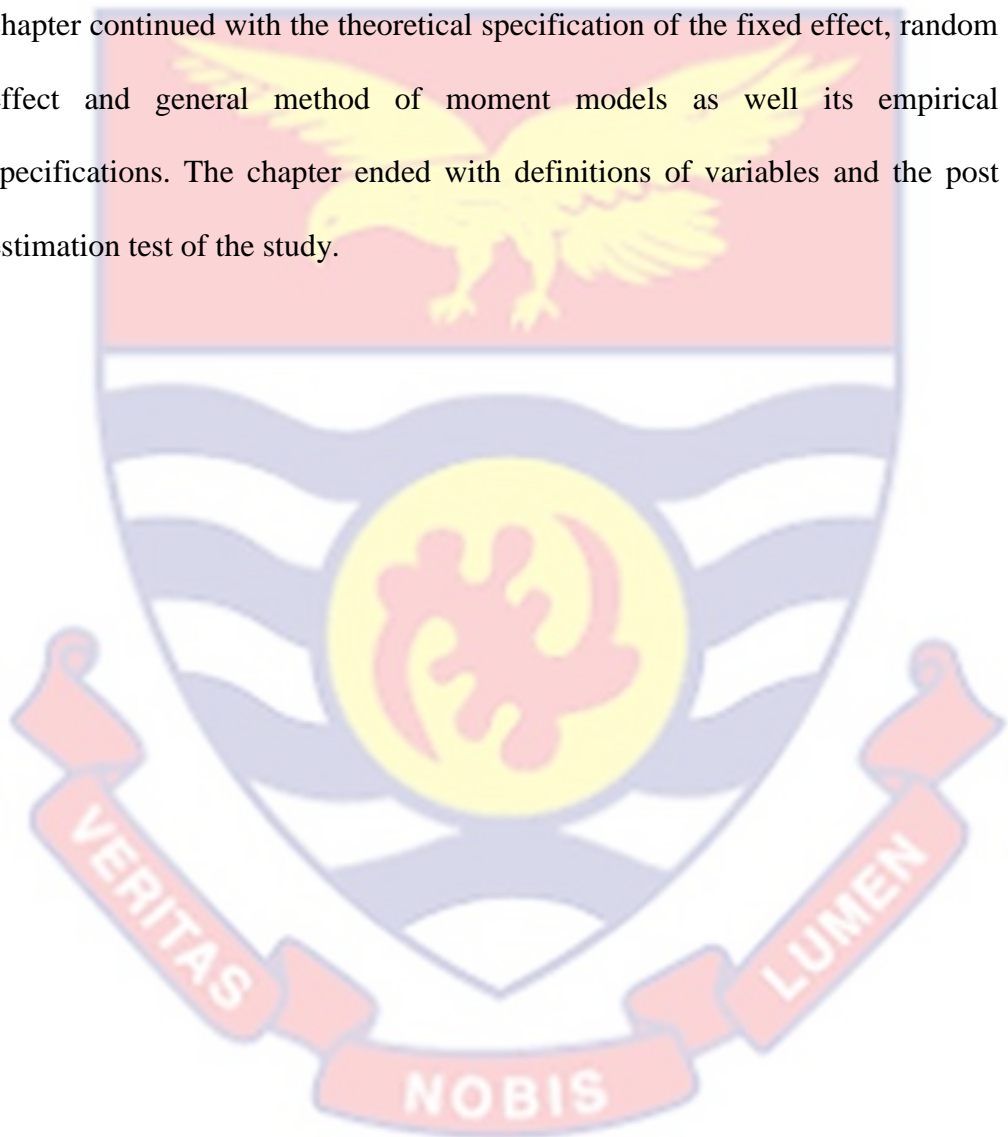 hapter continued with the theoretical specification of the fixed effect, random
ffect and general method of moment models as well its empirical
pecifications. The chapter ended with definitions of variables and the post
stimation test of the study.
VERITAS
NOBIS
LUMEN